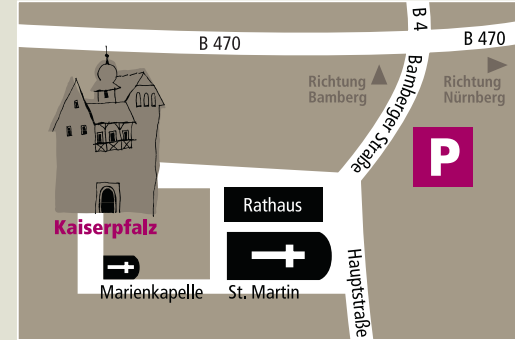 B 4
B 470
B 470
Richtung
Bamberg
Bamberger Straße
Richtung
Nürnberg
P
Rathaus
Kaiserpfalz
Marienkapelle
St. Martin
Hauptstraße